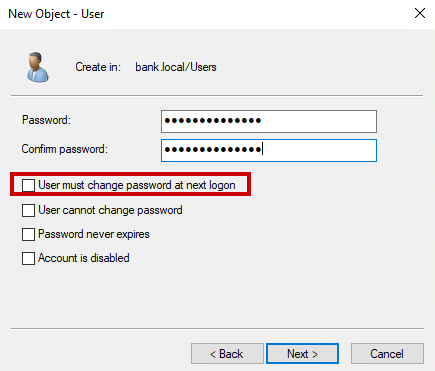 New Object - User
Create in: bank.local/Users
Password: ●●●●●●●●●●●●●●
Confirm password: ●●●●●●●●●●●●●●
User must change password at next logon
User cannot change password
Password never expires
Account is disabled
< Back Next > Cancel